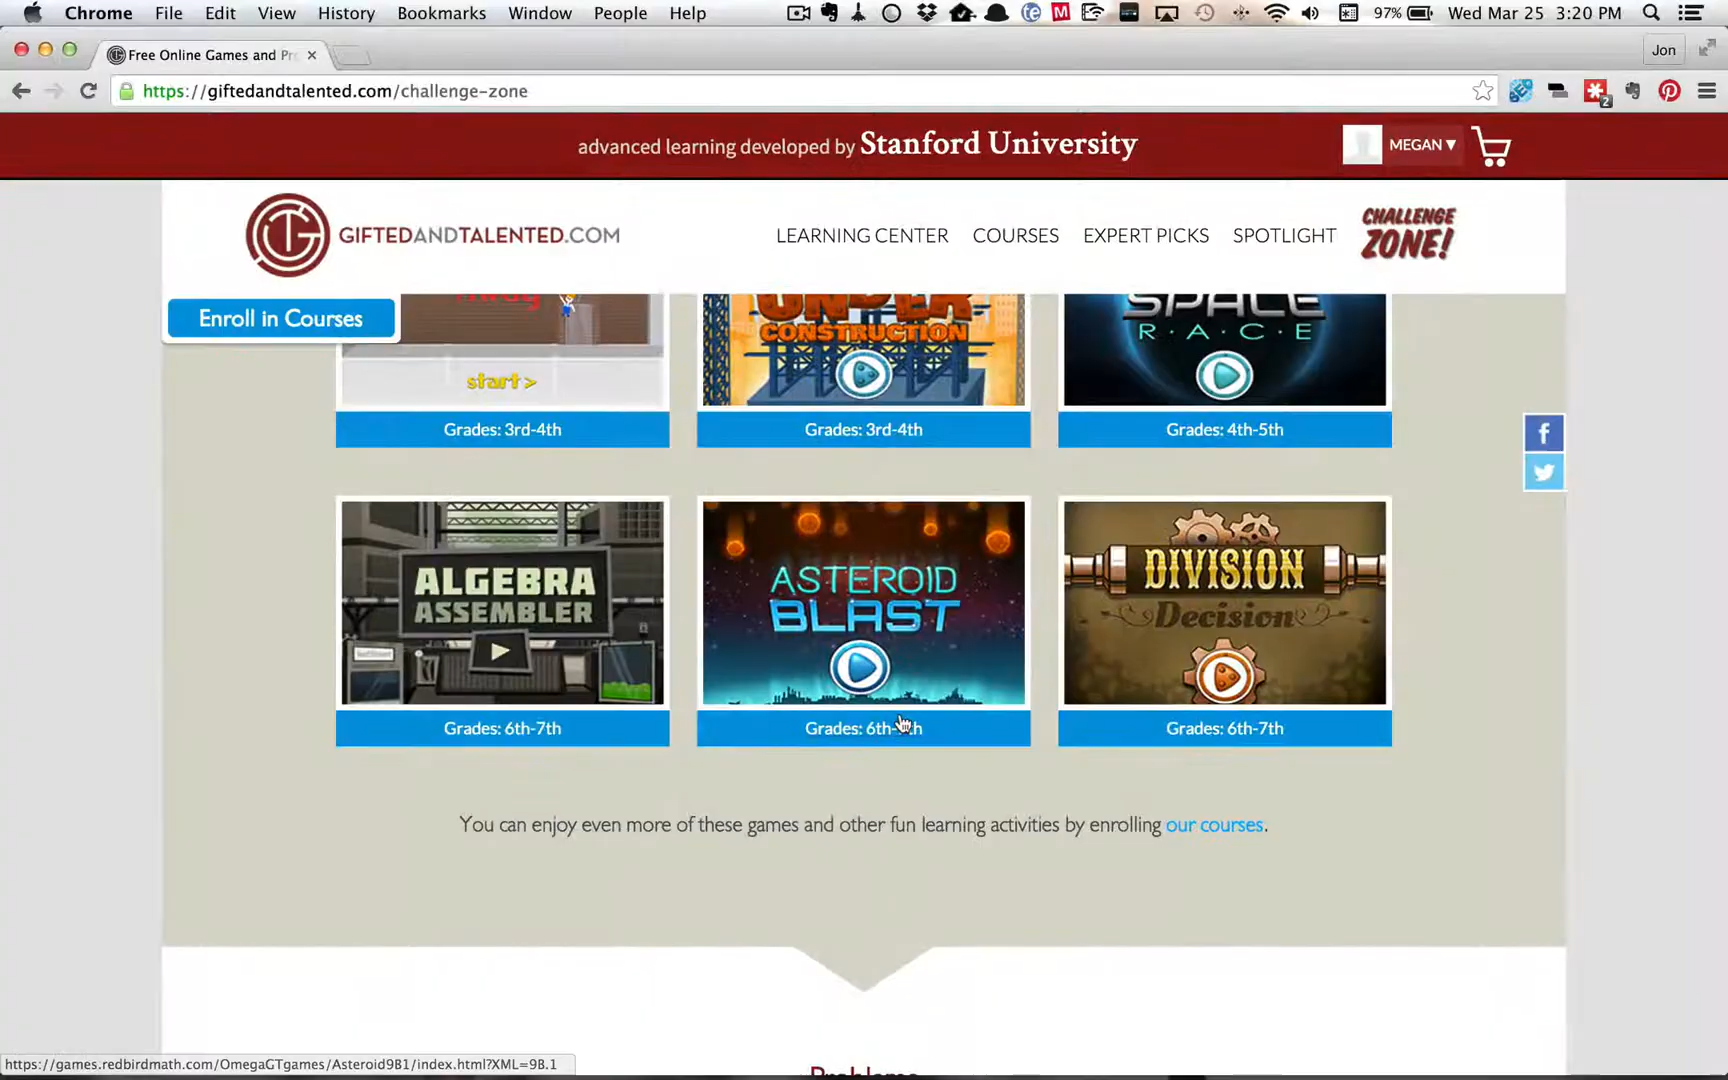 Chrome File Edit View History Bookmarks Window People Help 97% Wed Mar 25 3:20 PM
Free Online Games and Pr Jon
https://giftedandtalented.com/challenge-zone 2
advanced learning developed by Stanford University MEGAN ▾
GIFTEDANDTALENTED.COM LEARNING CENTER COURSES EXPERT PICKS SPOTLIGHT CHALLENGE ZONE!
Enroll in Courses
UNDER SPACE
CONSTRUCTION R·A·C·E
start>
Grades: 3rd-4th Grades: 3rd-4th Grades: 4th-5th
ALGEBRA ASSEMBLER
ASTEROID BLAST
DIVISION Decision
Grades: 6th-7th Grades: 6th- Grades: 6th-7th
You can enjoy even more of these games and other fun learning activities by enrolling our courses.
https://games.redbirdmath.com/OmegaGTgames/Asteroid9B1/index.html?XML=9B.1
Problems